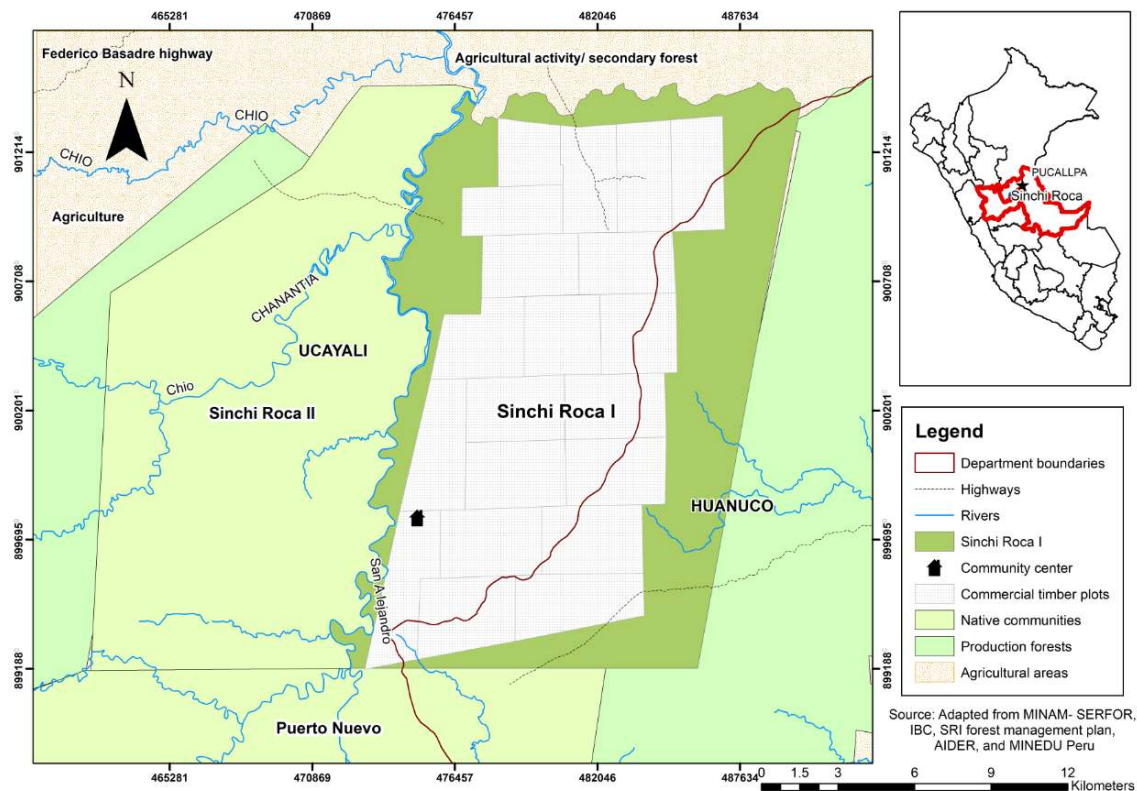 465281 470869 476457 482046 487634
Federico Basadre highway
Agricultural activity/ secondary forest
N
CHIO
CHIO
901214
901214
Agriculture
900708
900708
CHANANTIA
UCAYALI
Chio
Sinchi Roca II
Sinchi Roca I
900201
900201
HUANUCO
899695
899695
San Alejandro
899188
899188
Puerto Nuevo
465281 470869 476457 482046 487634
PUCALLPA
Sinchi Roca
Legend
Department boundaries
Highways
Rivers
Sinchi Roca I
Community center
Commercial timber plots
Native communities
Production forests
Agricultural areas
Source: Adapted from MINAM- SERFOR,
IBC, SRI forest management plan,
AIDER, and MINEDU Peru
0 1.5 3 6 9 12
Kilometers